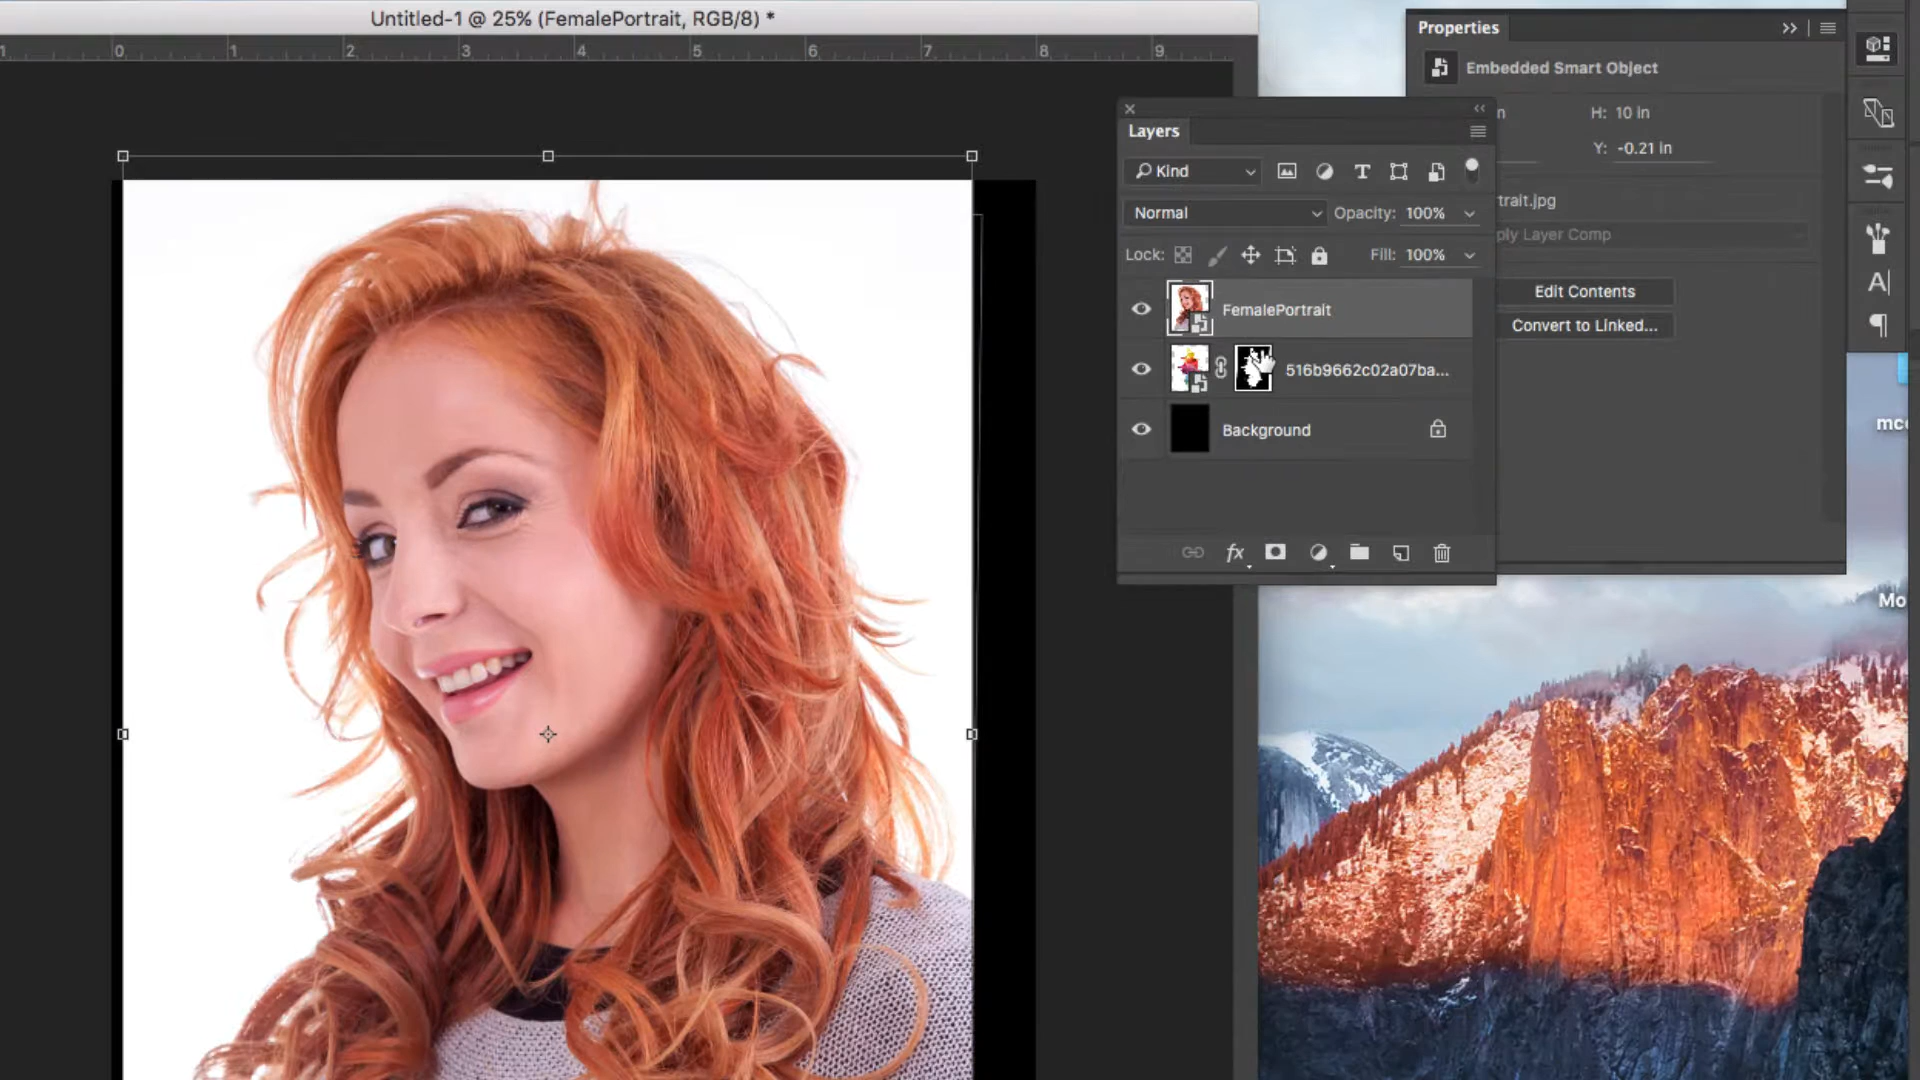 Untitled-1 @ 25% (FemalePortrait, RGB/8) *
1 0 1 2 3 4 5 6 7 8 9
Properties
Embedded Smart Object
n H: 10 in
Y: -0.21 in
trait.jpg
ply Layer Comp
Edit Contents
Convert to Linked...
Layers
Kind
Normal Opacity: 100%
Lock: Fill: 100%
FemalePortrait
516b9662c02a07ba...
Background
mc
Mo